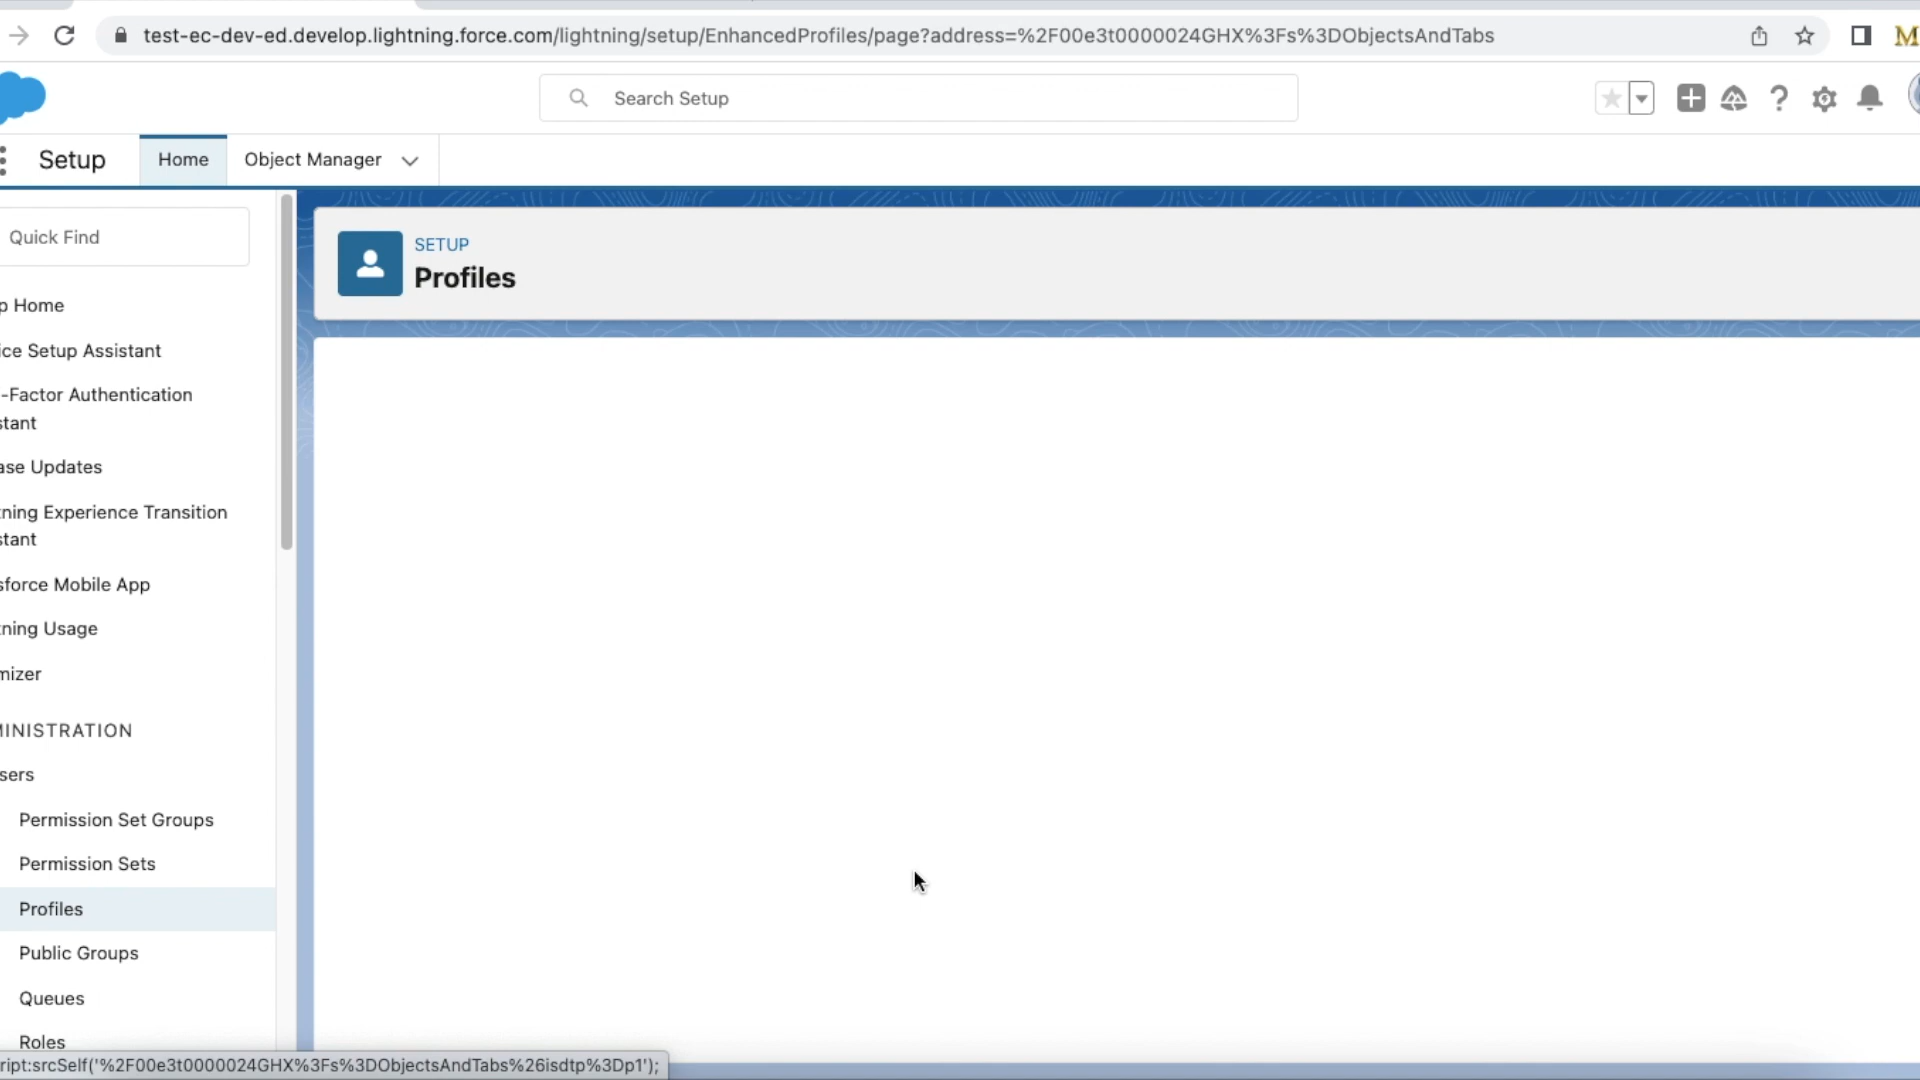 test-ec-dev-ed.develop.lightning.force.com/lightning/setup/EnhancedProfiles/page?address=%2F00e3t0000024GHX%3Fs%3DObjectsAndTabs
M
Search Setup
Setup
Home
Object Manager
Quick Find
SETUP
Profiles
p Home
ice Setup Assistant
-Factor Authentication
stant
ase Updates
tning Experience Transition
stant
sforce Mobile App
tning Usage
mizer
MINISTRATION
sers
Permission Set Groups
Permission Sets
Profiles
Public Groups
Queues
Roles
ript:srcSelf('%2F00e3t0000024GHX%3Fs%3DObjectsAndTabs%26isdtp%3Dp1');